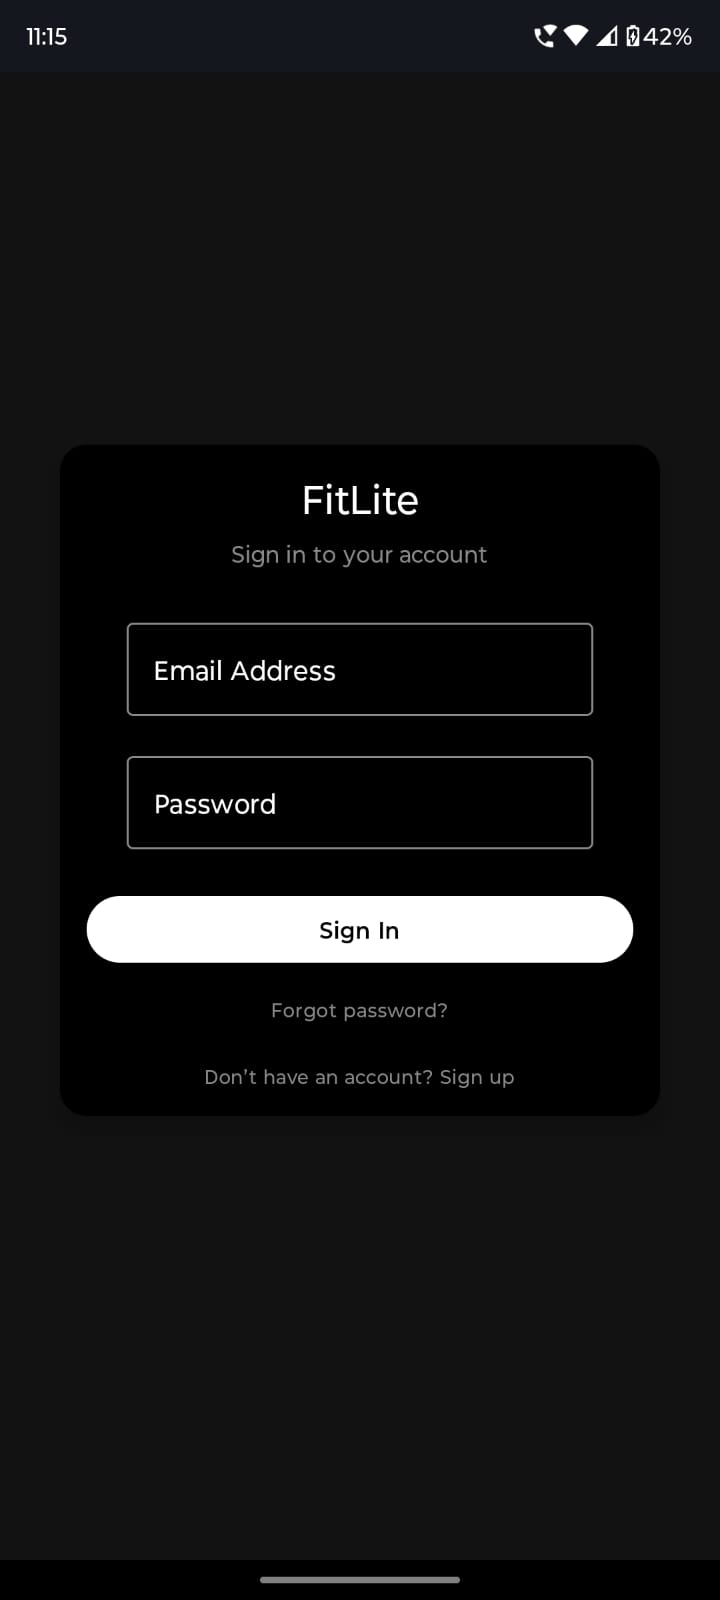 11:15 42%
FitLite
Sign in to your account
Email Address
Password
Sign In
Forgot password?
Don’t have an account? Sign up